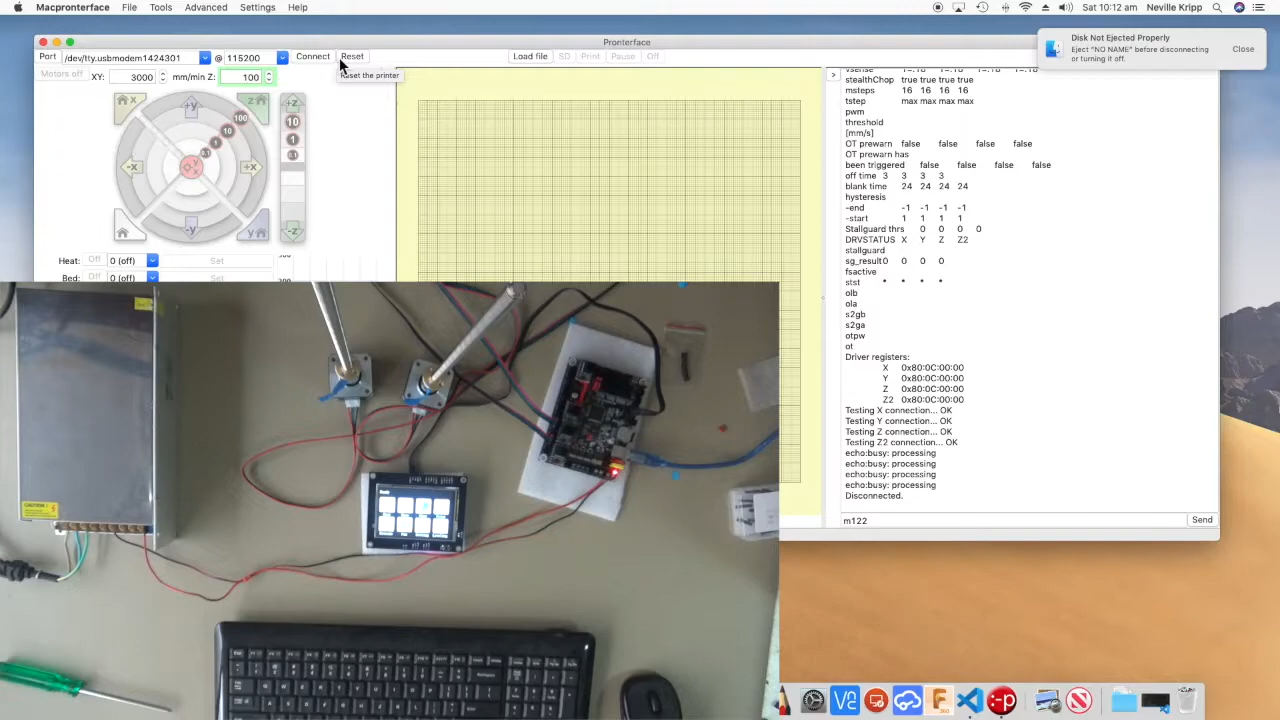 Macpronterface File Tools Advanced Settings Help
Sat 10:12 am Neville Kripp
Pronterface
Disk Not Ejected Properly
Eject "NO NAME" before disconnecting
or turning it off.
Close
Port /dev/tty.usbmodem1424301 @ 115200 Connect Reset
Load file SD Print Pause Off
Motors off XY: 3000 mm/min Z: 100
Reset the printer
+y
z
100
10
1
0.1
-x
+x
-y
y
x
+z
10
1
0.1
-z
Heat: Off 0 (off) Set
Bed: Off 0 (off) Set
>
stealthChop true true true true
msteps 16 16 16 16
tstep max max max max
pwm
threshold
[mm/s]
OT prewarn false false false false
OT prewarn has
been triggered false false false false
off time 3 3 3 3
blank time 24 24 24 24
hysteresis
-end -1 -1 -1 -1
-start 1 1 1 1
Stallguard thrs 0 0 0 0
DRVSTATUS X Y Z Z2
stallguard
sg_result0 0 0 0
fsactive
stst * * * *
olb
ola
s2gb
s2ga
otpw
ot
Driver registers:
X 0x80:0C:00:00
Y 0x80:0C:00:00
Z 0x80:0C:00:00
Z2 0x80:0C:00:00
Testing X connection... OK
Testing Y connection... OK
Testing Z connection... OK
Testing Z2 connection... OK
echo:busy: processing
echo:busy: processing
echo:busy: processing
echo:busy: processing
Disconnected.
m122
Send
CAUTION